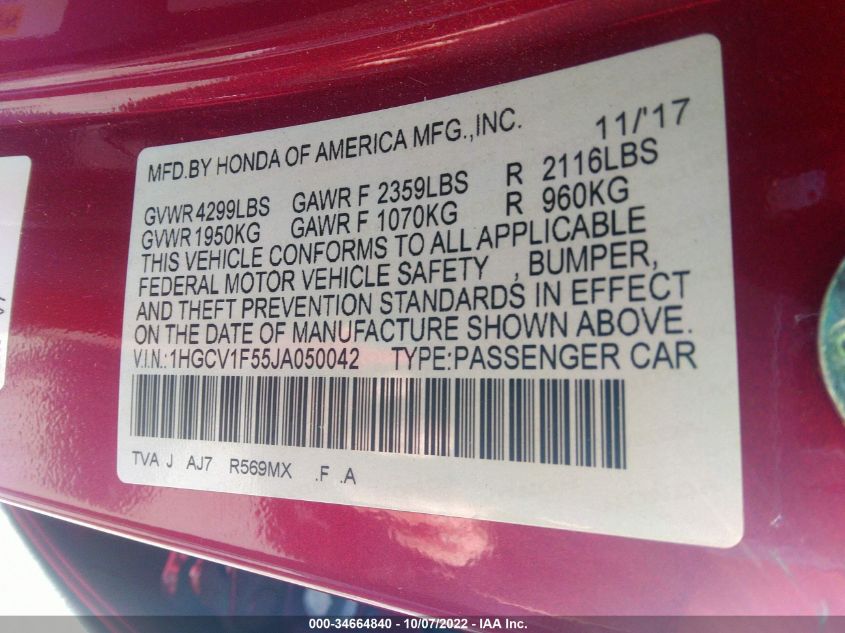 MFD.BY HONDA OF AMERICA MFG.,INC. 11/'17
GVWR 4299LBS GAWR F 2359LBS R 2116LBS
GVWR 1950KG GAWR F 1070KG R 960KG
THIS VEHICLE CONFORMS TO ALL APPLICABLE
FEDERAL MOTOR VEHICLE SAFETY , BUMPER,
AND THEFT PREVENTION STANDARDS IN EFFECT
ON THE DATE OF MANUFACTURE SHOWN ABOVE.
V.I.N.: 1HGCV1F55JA050042 TYPE:PASSENGER CAR
TVA J AJ7 R569MX .F .A
000-34664840 - 10/07/2022 - IAA Inc.